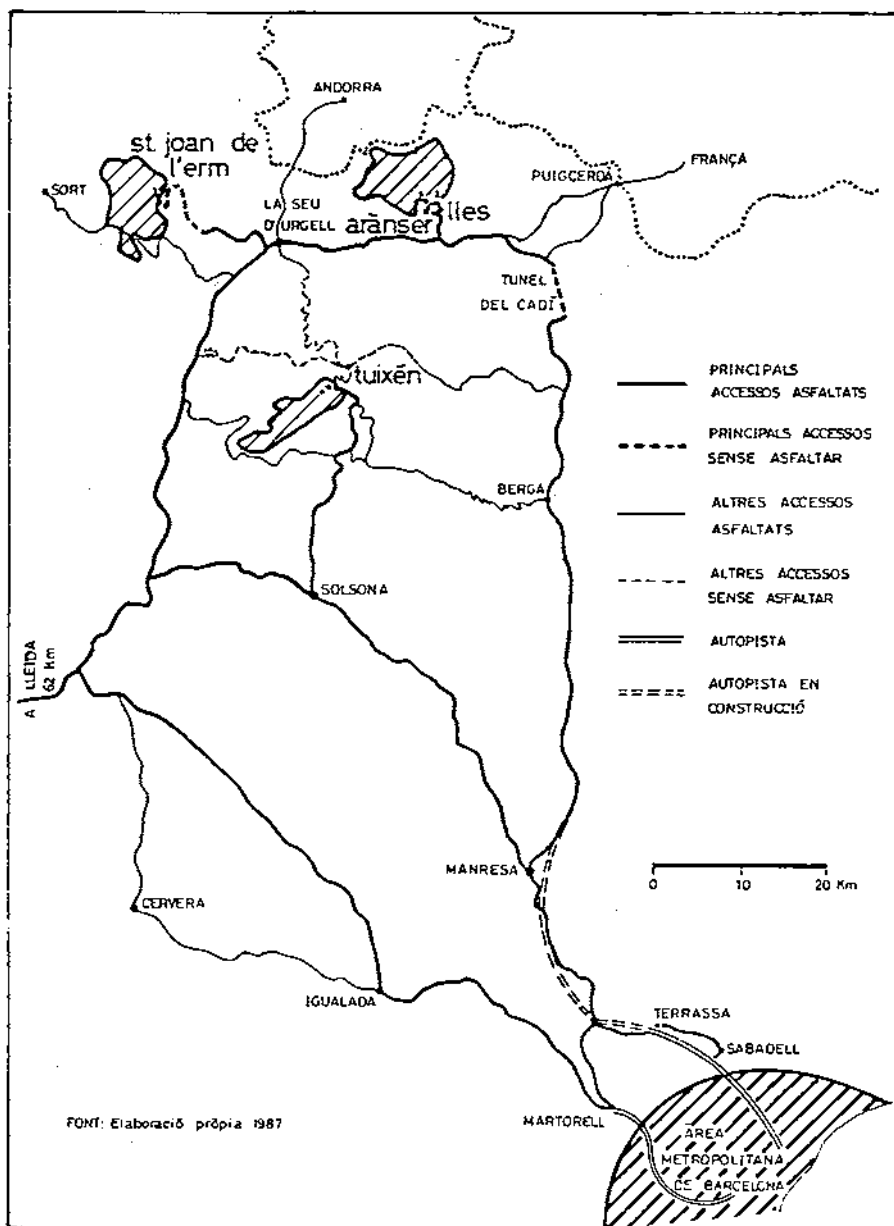 ANDORRA
st. joan de
l'erm
SORT
PUIGCERDÀ
FRANÇA
LA SEU
D'URGELL
lles
arànser
TUNEL
DEL CADÍ
tuixén
PRINCIPALS
ACCESSOS ASFALTATS
PRINCIPALS ACCESSOS
SENSE ASFALTAR
BERGA
ALTRES ACCESSOS
ASFALTATS
ALTRES ACCESSOS
SENSE ASFALTAR
SOLSONA
AUTOPISTA
A LLEIDA
62 Km
AUTOPISTA EN
CONSTRUCCIÓ
MANRESA
0 10 20 Km
CERVERA
IGUALADA
TERRASSA
SABADELL
FONT: Elaboració pròpia 1987
MARTORELL
ÀREA
METROPOLITANA
DE BARCELONA